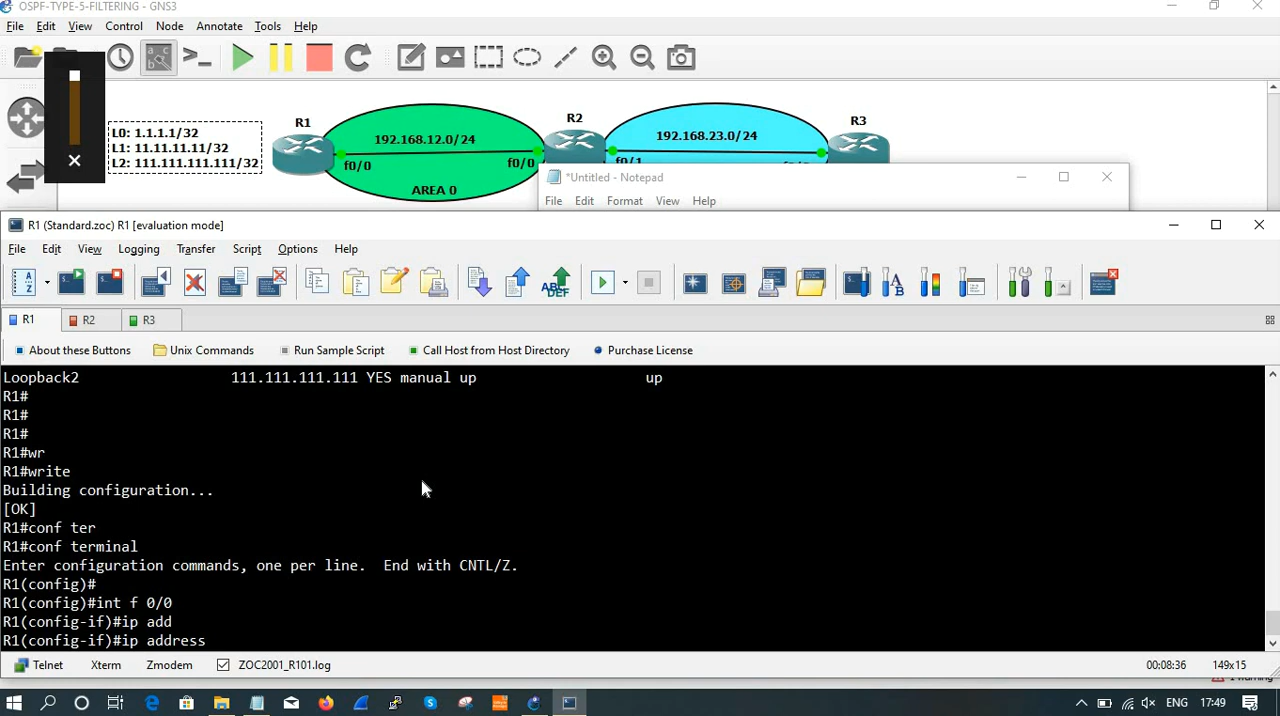 OSPF-TYPE-5-FILTERING - GNS3
File Edit View Control Node Annotate Tools Help
R1
R2
R3
L0: 1.1.1.1/32
L1: 11.11.11.11/32
L2: 111.111.111.111/32
192.168.12.0/24
192.168.23.0/24
f0/0
f0/0
f0/1
AREA 0
*Untitled - Notepad
File Edit Format View Help
R1 (Standard.zoc) R1 [evaluation mode]
File Edit View Logging Transfer Script Options Help
R1 R2 R3
About these Buttons Unix Commands Run Sample Script Call Host from Host Directory Purchase License
Loopback2 111.111.111.111 YES manual up up
R1#
R1#
R1#
R1#wr
R1#write
Building configuration...
[OK]
R1#conf ter
R1#conf terminal
Enter configuration commands, one per line. End with CNTL/Z.
R1(config)#
R1(config)#int f 0/0
R1(config-if)#ip add
R1(config-if)#ip address
Telnet Xterm Zmodem ZOC2001_R101.log 00:08:36 149x15
ENG 17:49